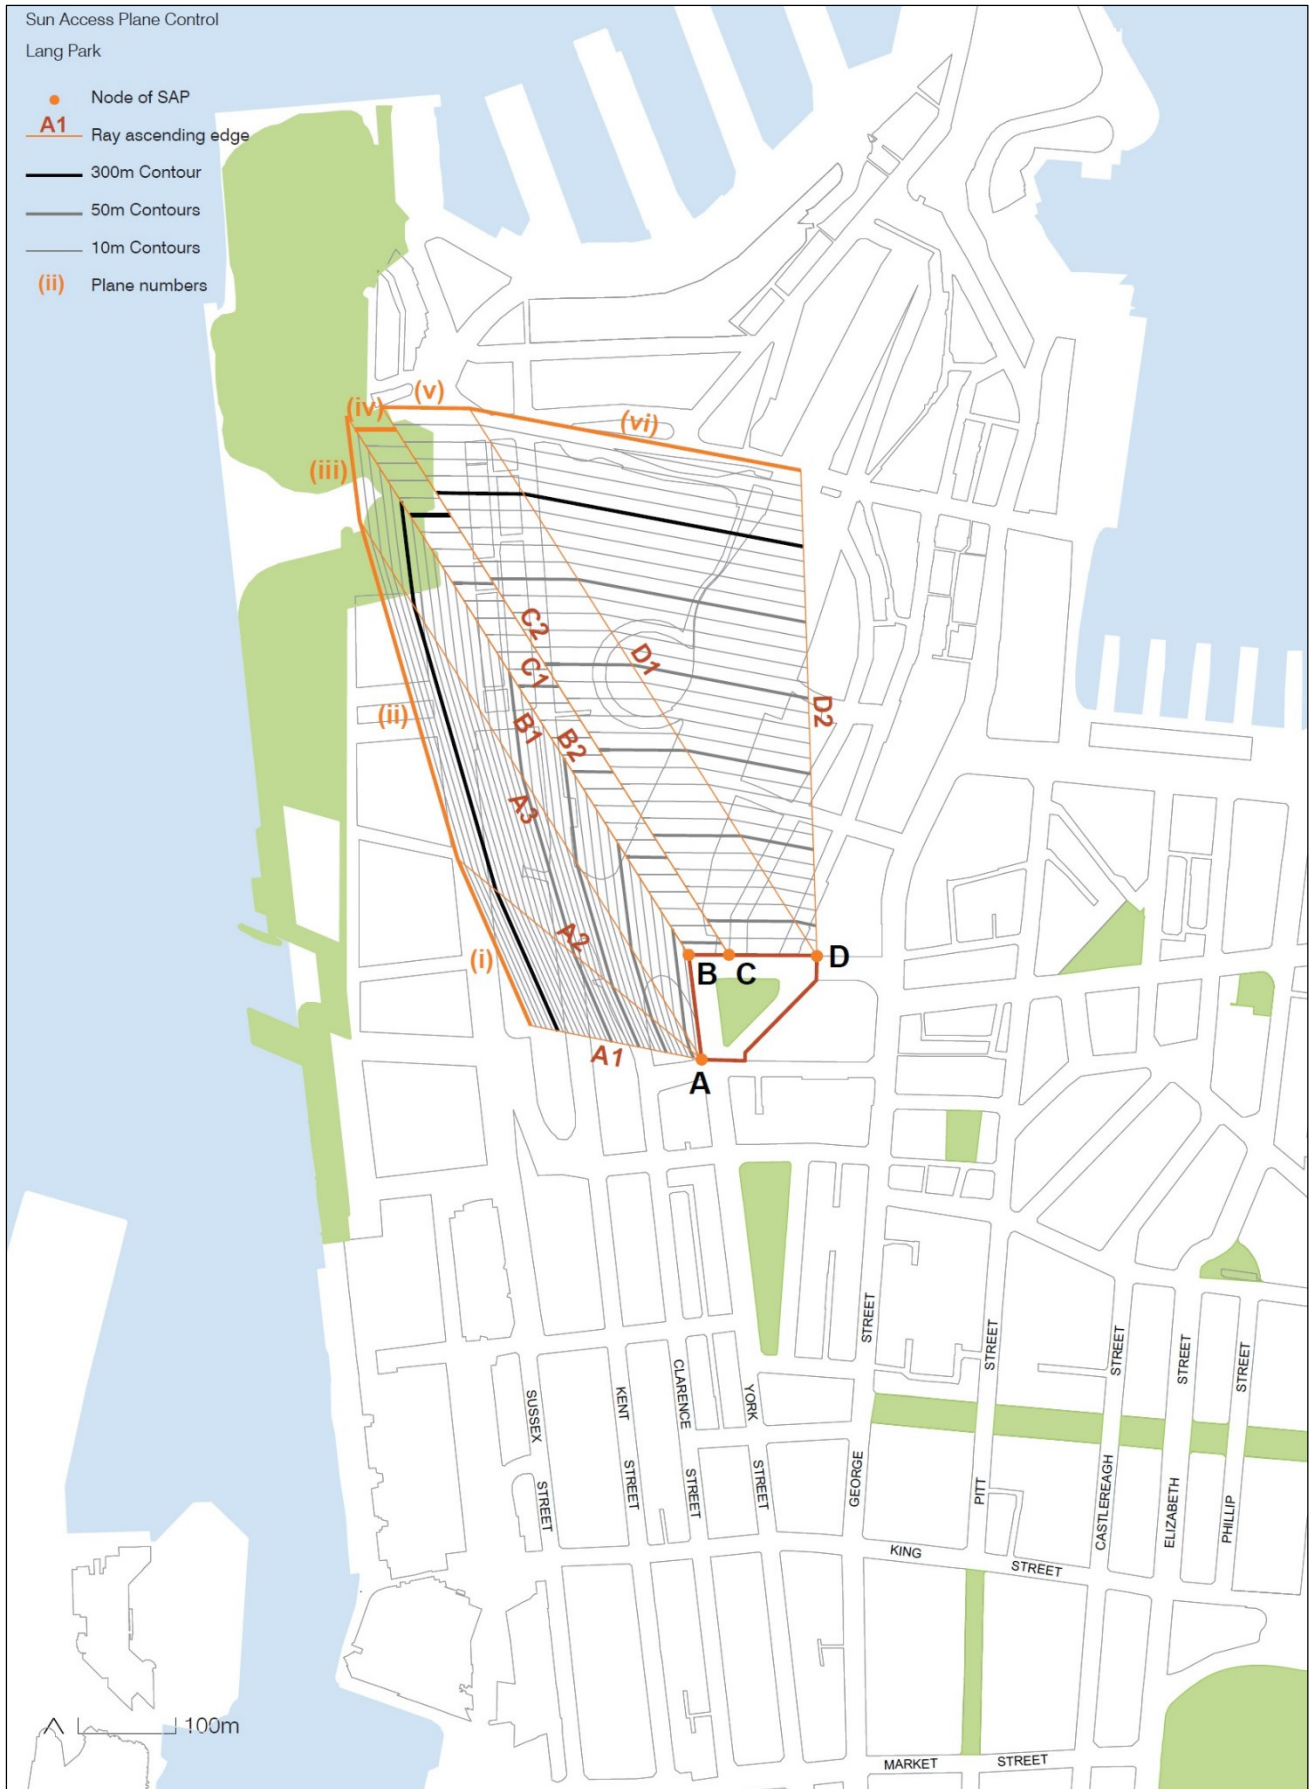 Sun Access Plane Control
Lang Park
Node of SAP
A1
Ray ascending edge
300m Contour
50m Contours
10m Contours
(ii)
Plane numbers
(v)
(iv)
(vi)
(iii)
C2
D1
C1
(ii)
D2
B1
B2
A3
A2
(i)
B
C
D
A1
A
STREET
STREET
STREET
STREET
STREET
SUSSEX
KENT
CLARENCE
YORK
STREET
STREET
STREET
STREET
GEORGE
PITT
CASTLEREAGH
ELIZABETH
PHILLIP
KING
STREET
100m
MARKET
STREET